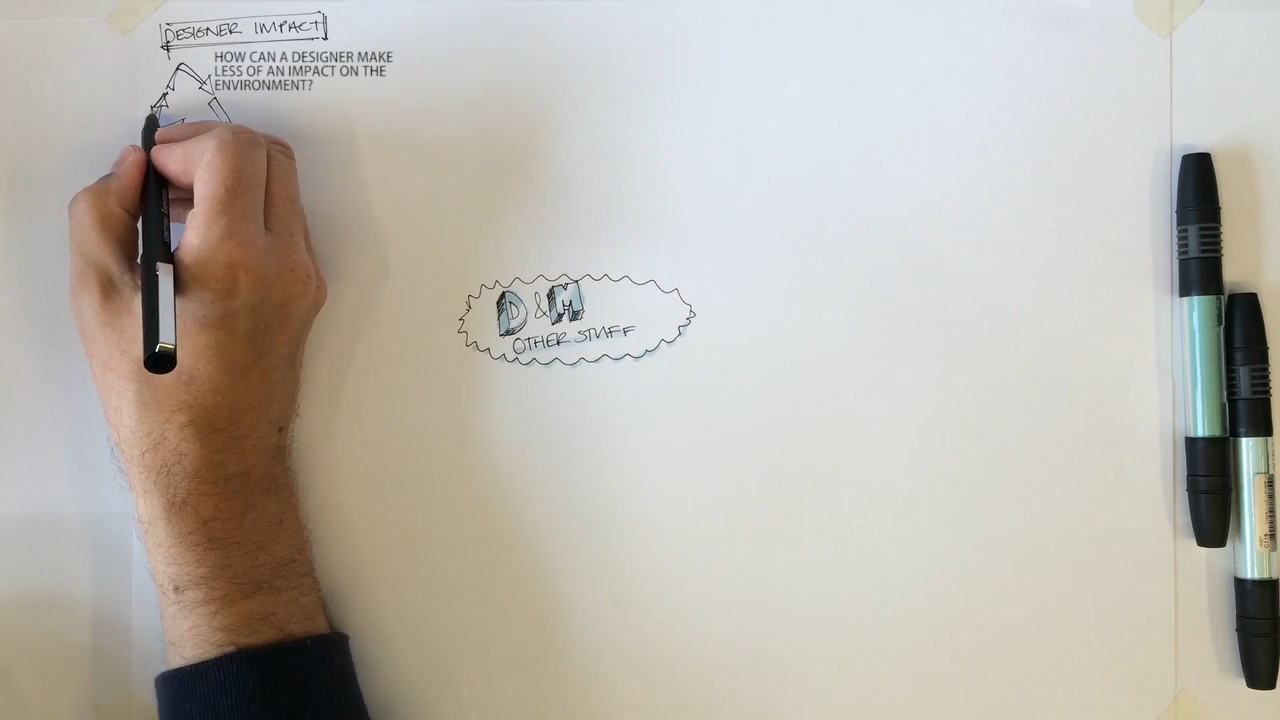 DESIGNER IMPACT
HOW CAN A DESIGNER MAKE
LESS OF AN IMPACT ON THE
ENVIRONMENT?
D & M
OTHER STUFF